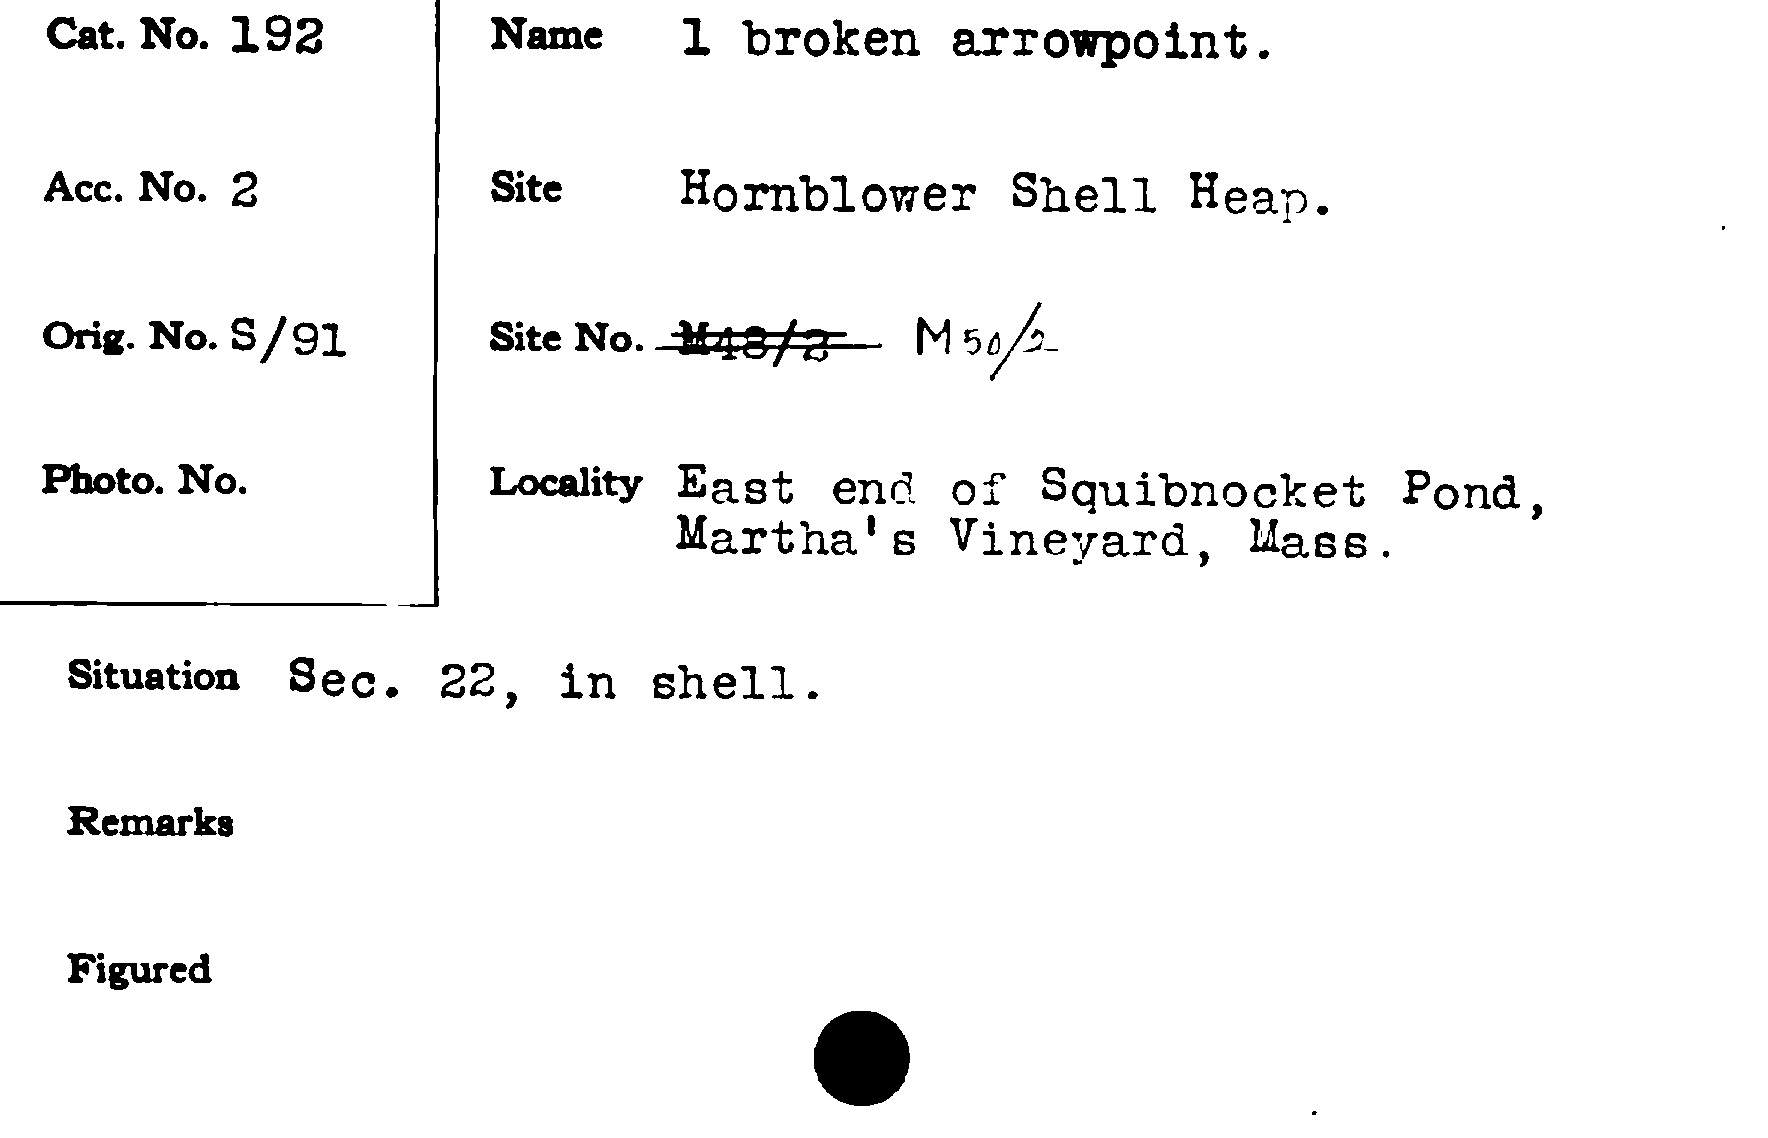 Cat. No. 192
Name 1 broken arrowpoint.
Acc. No. 2
Site Hornblower Shell Heap.
Orig. No. S/91
Site No. M48/2 M50/2
Photo. No.
Locality East end of Squibnocket Pond,
Martha's Vineyard, Mass.
Situation Sec. 22, in shell.
Remarks
Figured